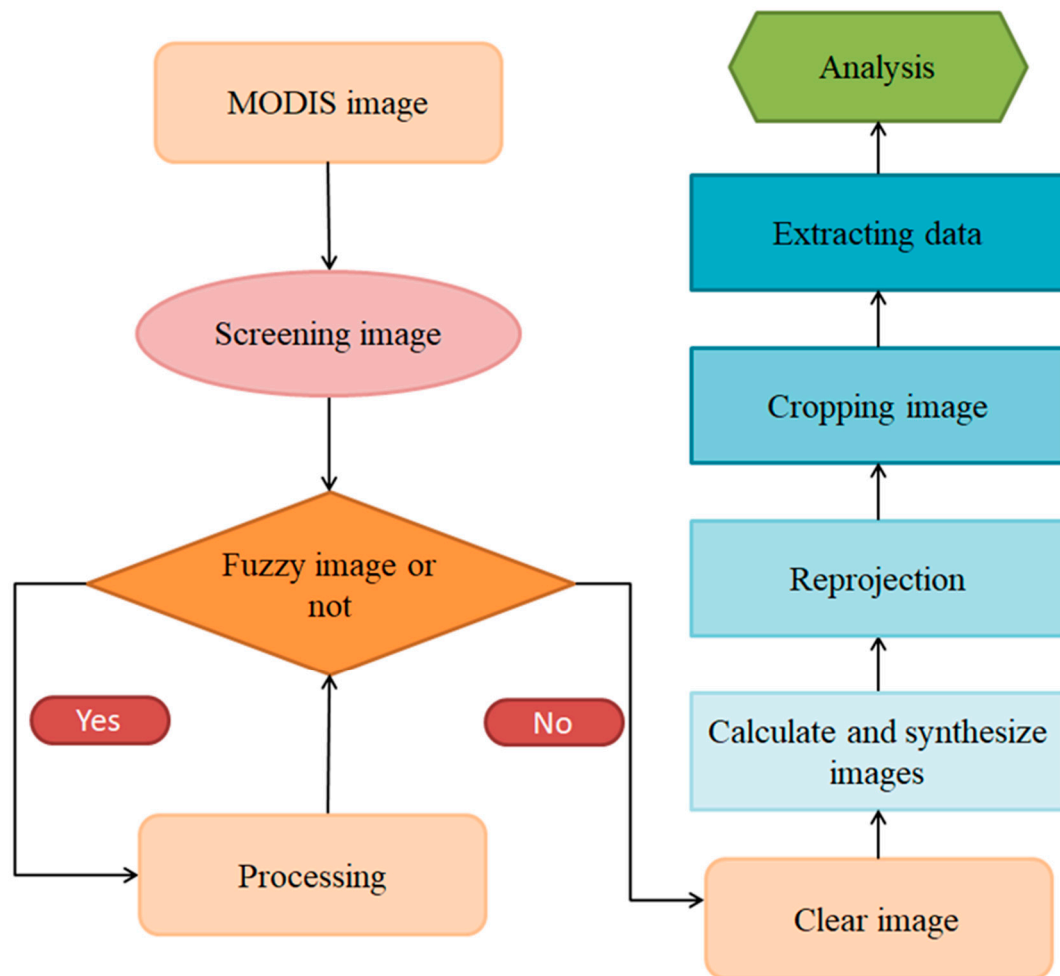 MODIS image
Screening image
Fuzzy image or
not
Yes
No
Processing
Clear image
Calculate and synthesize
images
Reprojection
Cropping image
Extracting data
Analysis